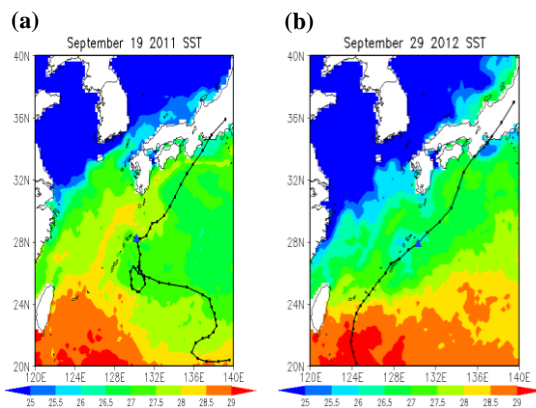 (a)
(b)
September 19 2011 SST
September 29 2012 SST
40N
36N
32N
28N
24N
20N
120E 124E 128E 132E 136E 140E
25 25.5 26 26.5 27 27.5 28 28.5 29
40N
36N
32N
28N
24N
20N
120E 124E 128E 132E 136E 140E
25 25.5 26 26.5 27 27.5 28 28.5 29